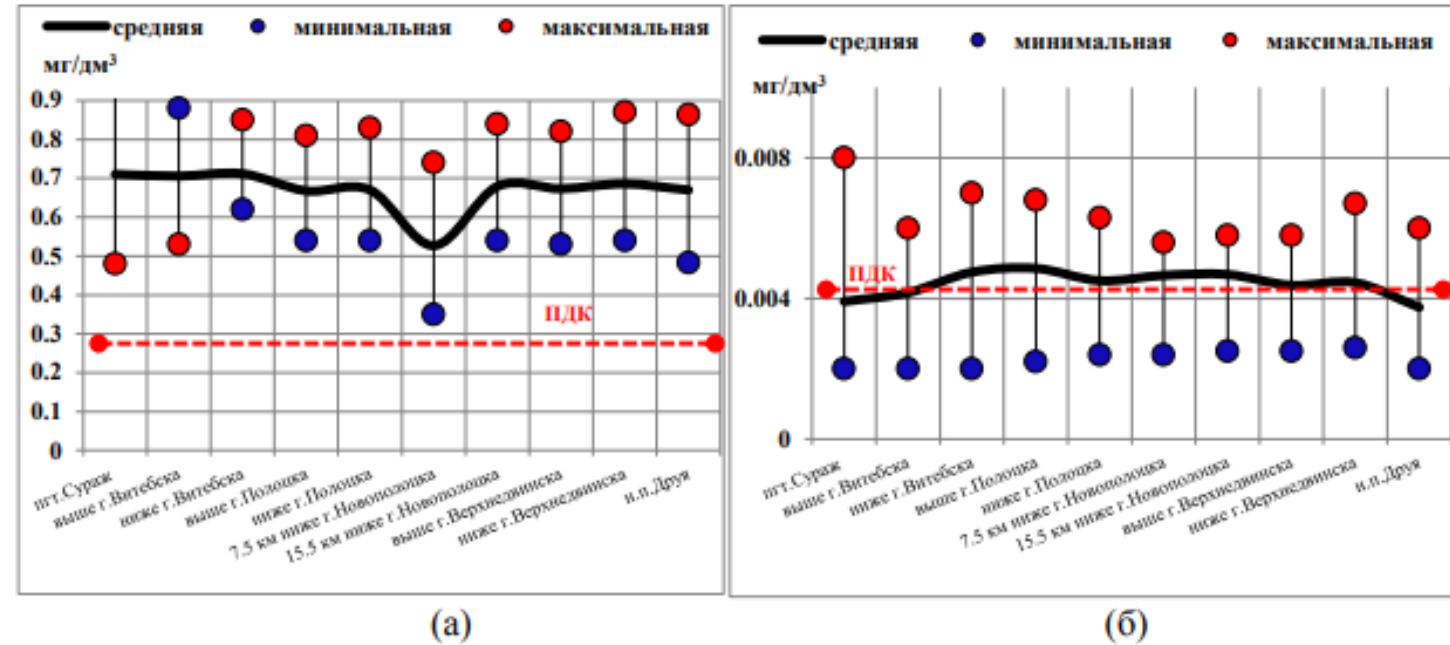 средняя минимальная максимальная
мг/дм³
0.9
0.8
0.7
0.6
0.5
0.4
0.3
0.2
0.1
0
ПДК
пгт.Сураж
выше г.Витебска
ниже г.Витебска
выше г.Полоцка
ниже г.Полоцка
7.5 км ниже г.Новополоцка
15.5 км ниже г.Новополоцка
выше г.Верхнедвинска
ниже г.Верхнедвинска
н.п.Друя
(а)
средняя минимальная максимальная
мг/дм³
0.008
0.004
0
ПДК
пгт.Сураж
выше г.Витебска
ниже г.Витебска
выше г.Полоцка
ниже г.Полоцка
7.5 км ниже г.Новополоцка
15.5 км ниже г.Новополоцка
выше г.Верхнедвинска
ниже г.Верхнедвинска
н.п.Друя
(б)